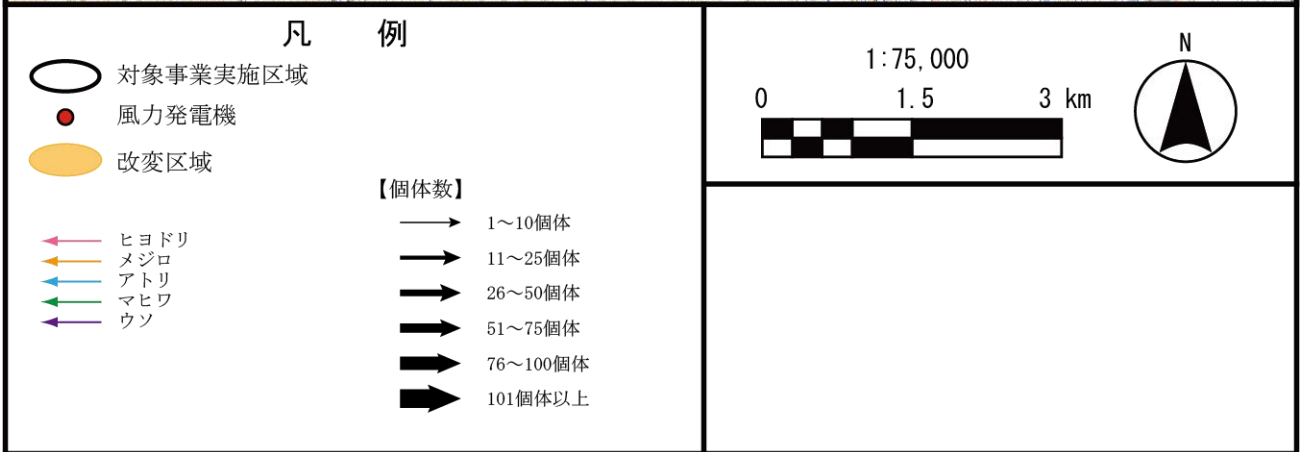 凡　例
対象事業実施区域
風力発電機
改変区域
ヒヨドリ
メジロ
アトリ
マヒワ
ウソ
【個体数】
1～10個体
11～25個体
26～50個体
51～75個体
76～100個体
101個体以上
1:75,000
0 1.5 3 km
N